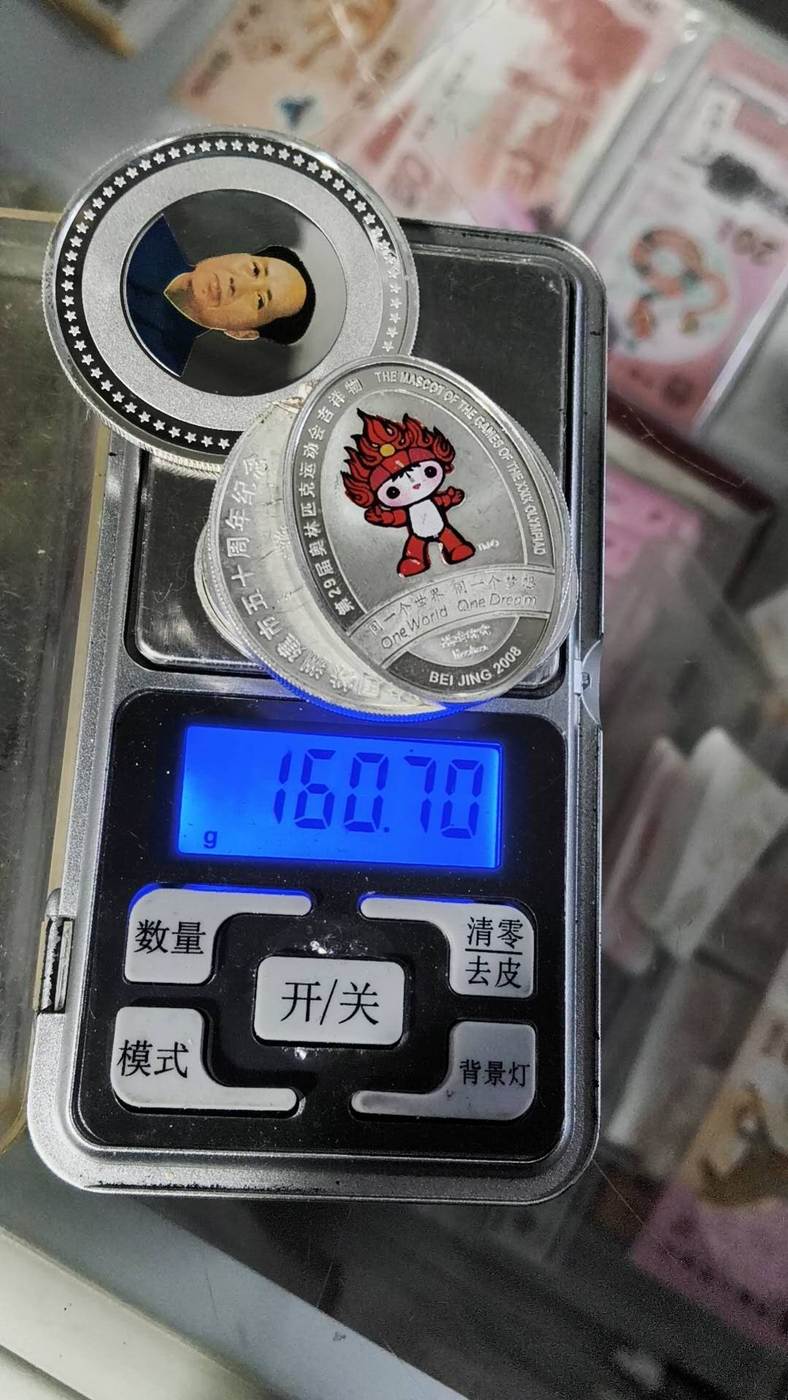 第29届奥林匹克运动会吉祥物
THE MASCOT OF THE GAMES OF THE XXIX OLYMPIAD
TM©
同一个世界 同一个梦想
One World One Dream
BEI JING 2008
市五十周年纪念
160.70
g
数量
清零
去皮
开/关
模式
背景灯
20